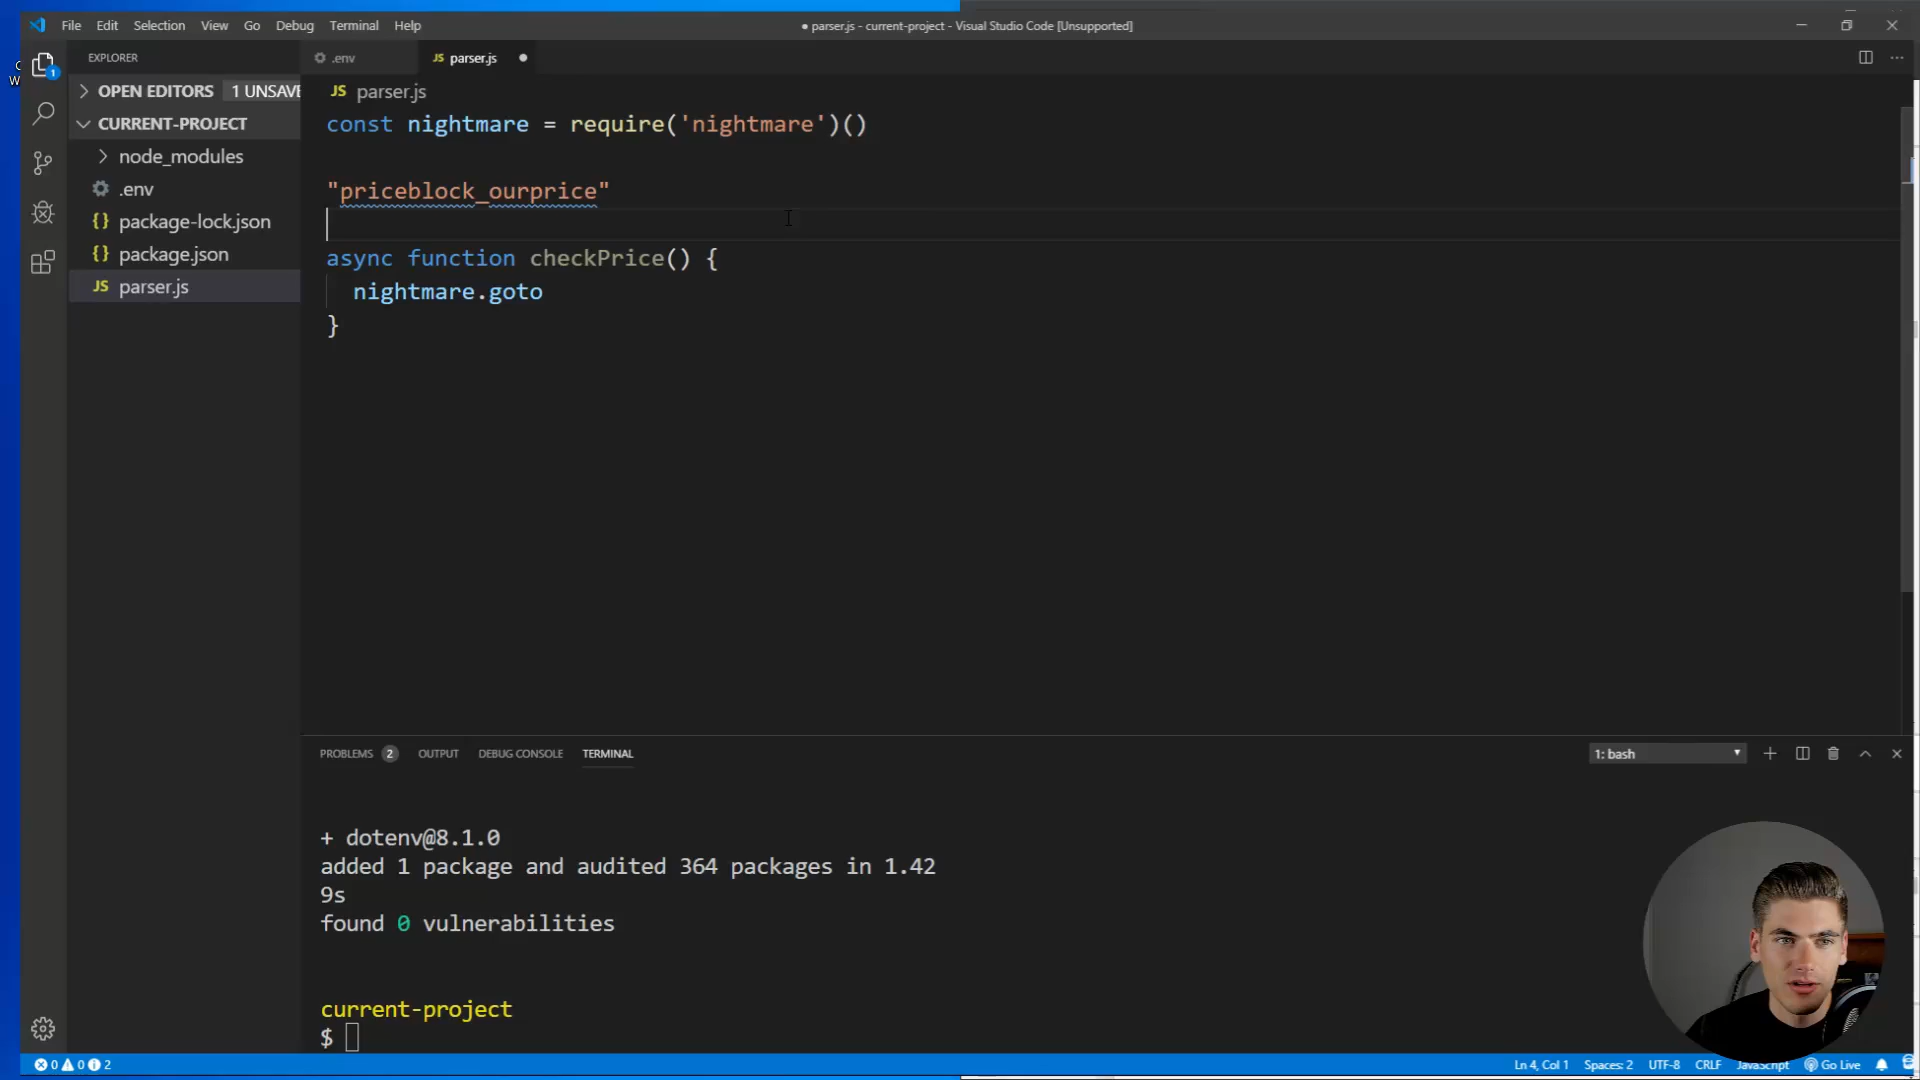 File Edit Selection View Go Debug Terminal Help
● parser.js - current-project - Visual Studio Code [Unsupported]
EXPLORER
.env
JS parser.js
OPEN EDITORS 1 UNSAVE
JS parser.js
CURRENT-PROJECT
node_modules
.env
{} package-lock.json
{} package.json
JS parser.js
1
const nightmare = require('nightmare')()
"priceblock_ourprice"
async function checkPrice() {
nightmare.goto
}
PROBLEMS 2 OUTPUT DEBUG CONSOLE TERMINAL
1: bash
+ dotenv@8.1.0
added 1 package and audited 364 packages in 1.42
9s
found 0 vulnerabilities
current-project
$
0 0 2
Ln 4, Col 1 Spaces: 2 UTF-8 CRLF JavaScript Go Live